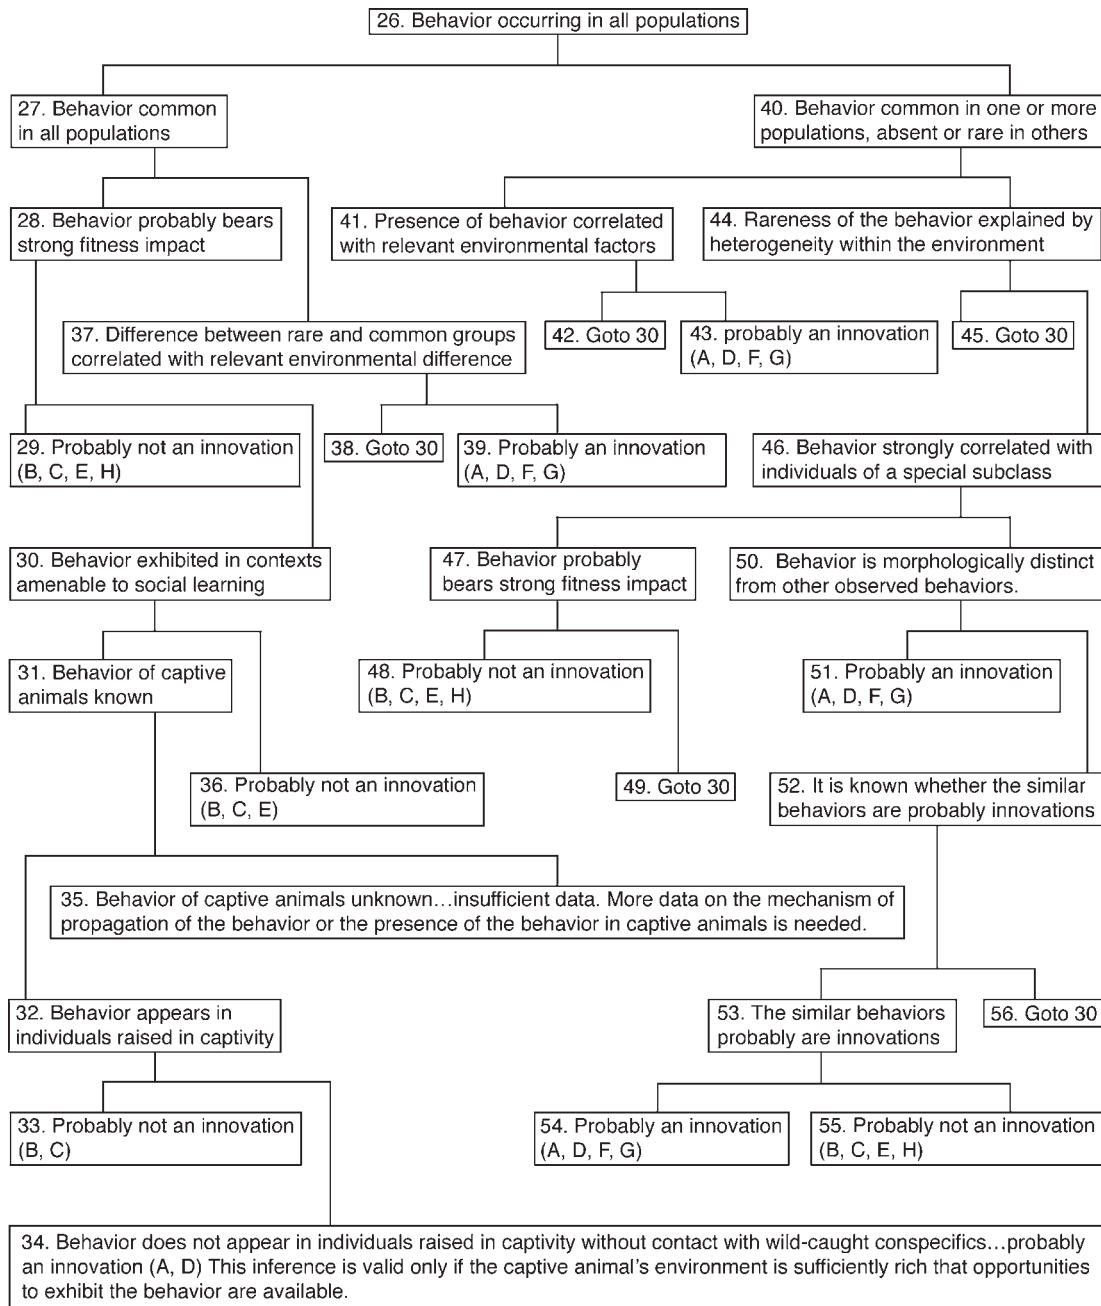 26. Behavior occurring in all populations
27. Behavior common
in all populations
40. Behavior common in one or more
populations, absent or rare in others
28. Behavior probably bears
strong fitness impact
41. Presence of behavior correlated
with relevant environmental factors
44. Rareness of the behavior explained by
heterogeneity within the environment
37. Difference between rare and common groups
correlated with relevant environmental difference
42. Goto 30
43. probably an innovation
(A, D, F, G)
45. Goto 30
29. Probably not an innovation
(B, C, E, H)
38. Goto 30
39. Probably an innovation
(A, D, F, G)
46. Behavior strongly correlated with
individuals of a special subclass
30. Behavior exhibited in contexts
amenable to social learning
47. Behavior probably
bears strong fitness impact
50. Behavior is morphologically distinct
from other observed behaviors.
31. Behavior of captive
animals known
48. Probably not an innovation
(B, C, E, H)
51. Probably an innovation
(A, D, F, G)
36. Probably not an innovation
(B, C, E)
49. Goto 30
52. It is known whether the similar
behaviors are probably innovations
35. Behavior of captive animals unknown…insufficient data. More data on the mechanism of
propagation of the behavior or the presence of the behavior in captive animals is needed.
32. Behavior appears in
individuals raised in captivity
53. The similar behaviors
probably are innovations
56. Goto 30
33. Probably not an innovation
(B, C)
54. Probably an innovation
(A, D, F, G)
55. Probably not an innovation
(B, C, E, H)
34. Behavior does not appear in individuals raised in captivity without contact with wild-caught conspecifics…probably
an innovation (A, D) This inference is valid only if the captive animal's environment is sufficiently rich that opportunities
to exhibit the behavior are available.